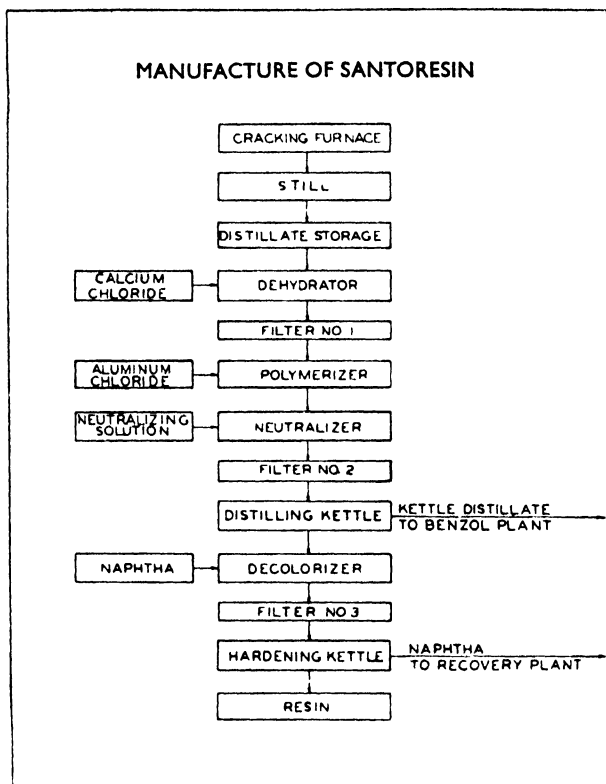 MANUFACTURE OF SANTORESIN
CRACKING FURNACE
STILL
DISTILLATE STORAGE
CALCIUM
CHLORIDE
DEHYDRATOR
FILTER NO 1
ALUMINUM
CHLORIDE
POLYMERIZER
NEUTRALIZING
SOLUTION
NEUTRALIZER
FILTER NO. 2
DISTILLING KETTLE
KETTLE DISTILLATE
TO BENZOL PLANT
NAPHTHA
DECOLORIZER
FILTER NO 3
HARDENING KETTLE
NAPHTHA
TO RECOVERY PLANT
RESIN